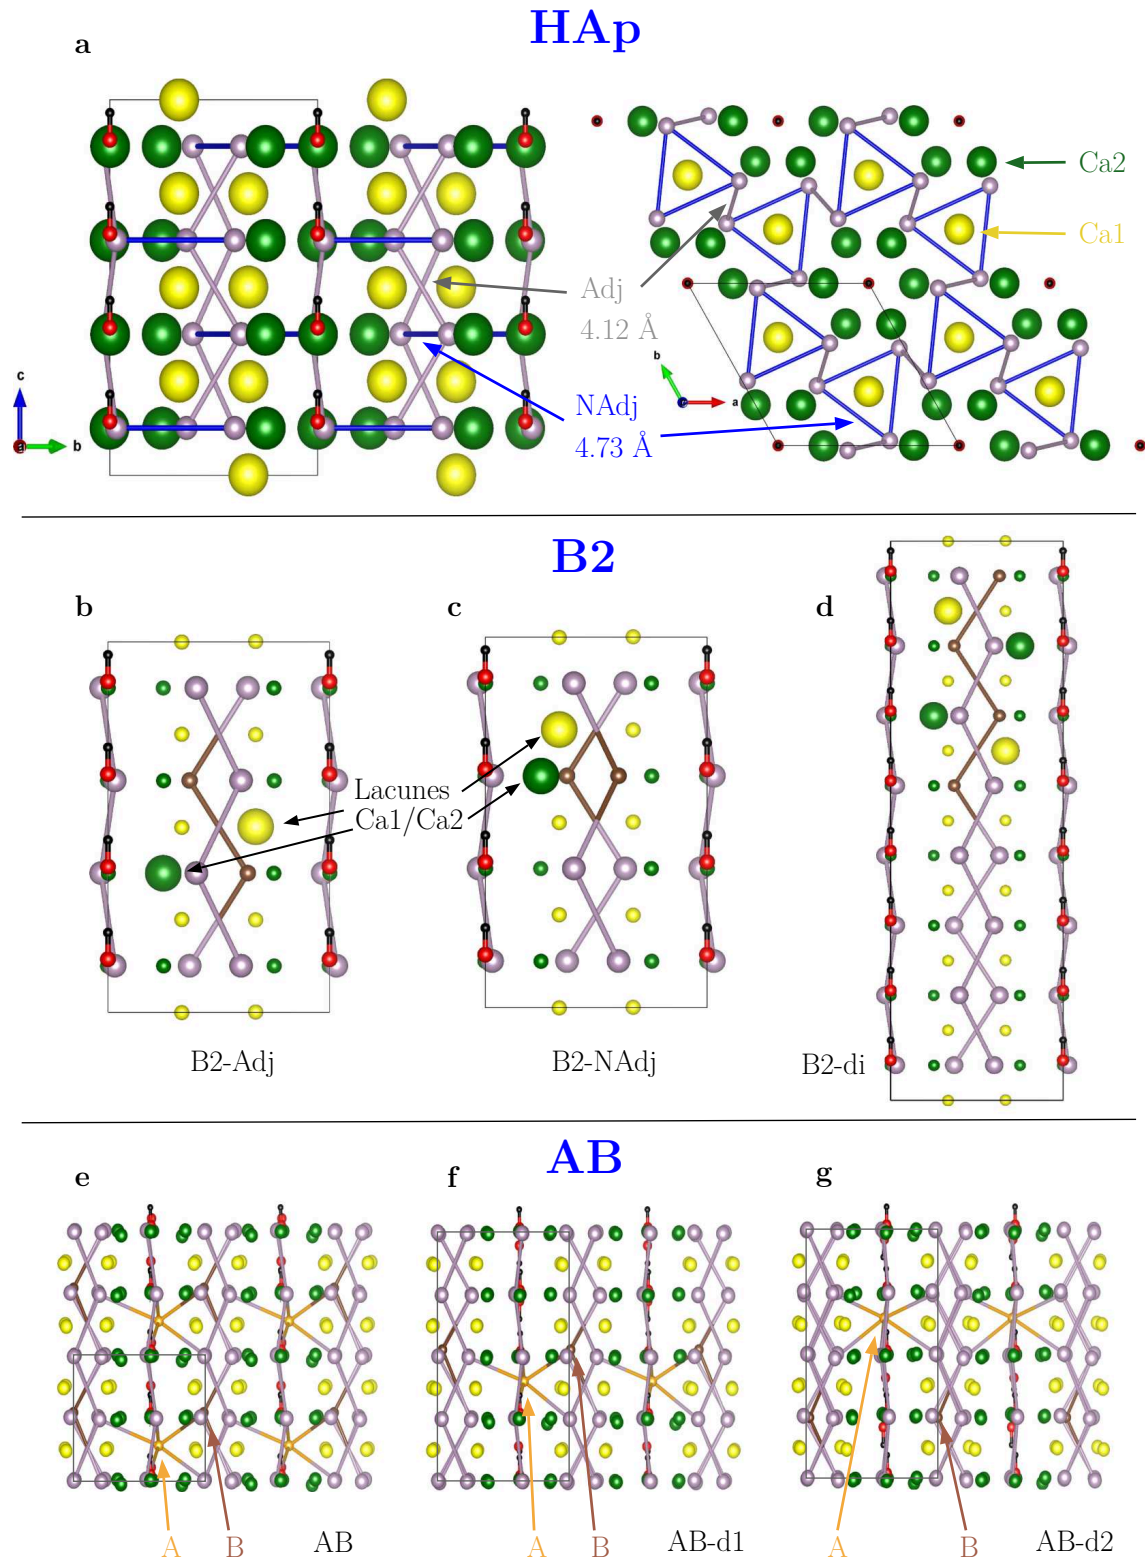 HAp
a
Ca2
Ca1
Adj
4.12 Å
NAdj
4.73 Å
c
a
b
b
a
B2
b
c
d
Lacunes
Ca1/Ca2
B2-Adj
B2-NAdj
B2-di
AB
e
f
g
A
B
AB
A
B
AB-d1
A
B
AB-d2